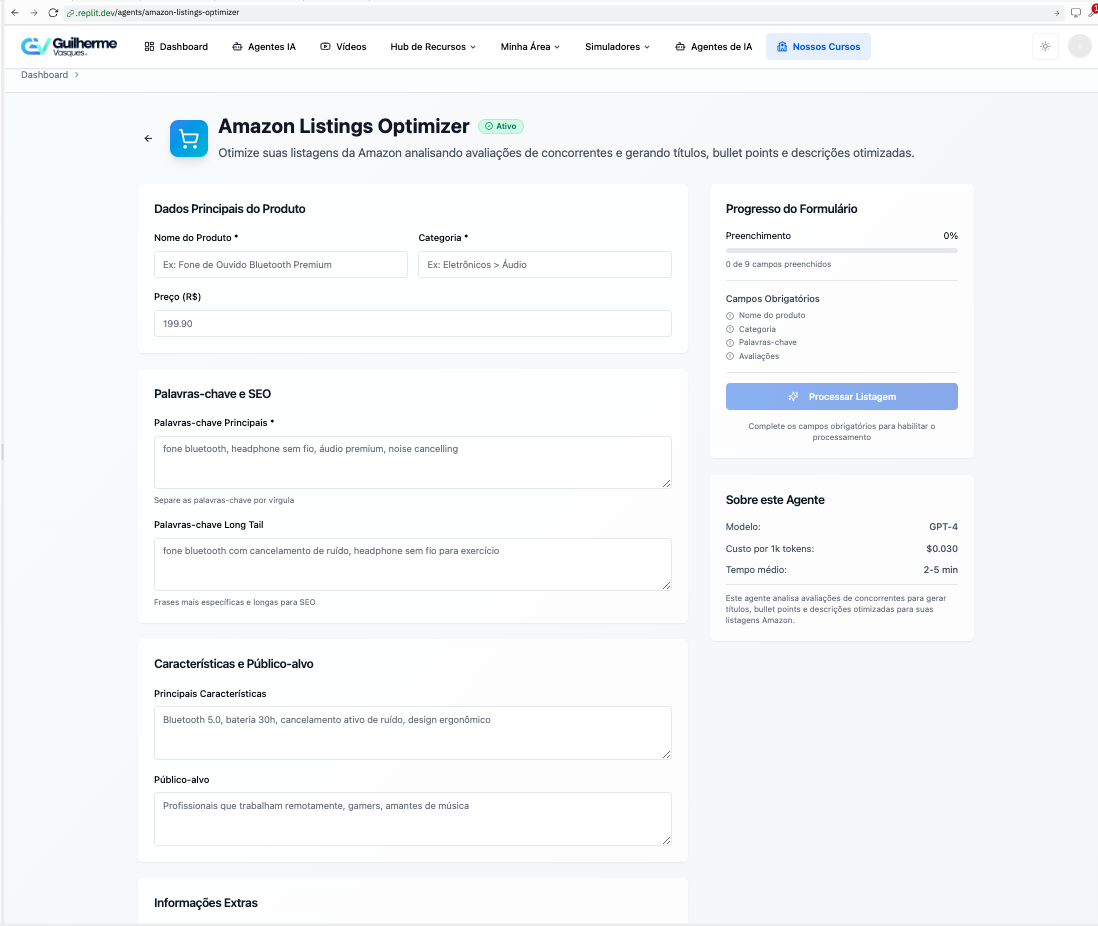 .replit.dev/agents/amazon-listings-optimizer
1
Guilherme
Vasques.
Dashboard
Agentes IA
Vídeos
Hub de Recursos
Minha Área
Simuladores
Agentes de IA
Nossos Cursos
Dashboard
Amazon Listings Optimizer
Ativo
Otimize suas listagens da Amazon analisando avaliações de concorrentes e gerando títulos, bullet points e descrições otimizadas.
Dados Principais do Produto
Nome do Produto *
Categoria *
Ex: Fone de Ouvido Bluetooth Premium
Ex: Eletrônicos > Áudio
Preço (R$)
199.90
Palavras-chave e SEO
Palavras-chave Principais *
fone bluetooth, headphone sem fio, áudio premium, noise cancelling
Separe as palavras-chave por vírgula
Palavras-chave Long Tail
fone bluetooth com cancelamento de ruído, headphone sem fio para exercício
Frases mais específicas e longas para SEO
Características e Público-alvo
Principais Características
Bluetooth 5.0, bateria 30h, cancelamento ativo de ruído, design ergonômico
Público-alvo
Profissionais que trabalham remotamente, gamers, amantes de música
Informações Extras
Progresso do Formulário
Preenchimento
0%
0 de 9 campos preenchidos
Campos Obrigatórios
Nome do produto
Categoria
Palavras-chave
Avaliações
Processar Listagem
Complete os campos obrigatórios para habilitar o
processamento
Sobre este Agente
Modelo:
GPT-4
Custo por 1k tokens:
$0.030
Tempo médio:
2-5 min
Este agente analisa avaliações de concorrentes para gerar
títulos, bullet points e descrições otimizadas para suas
listagens Amazon.